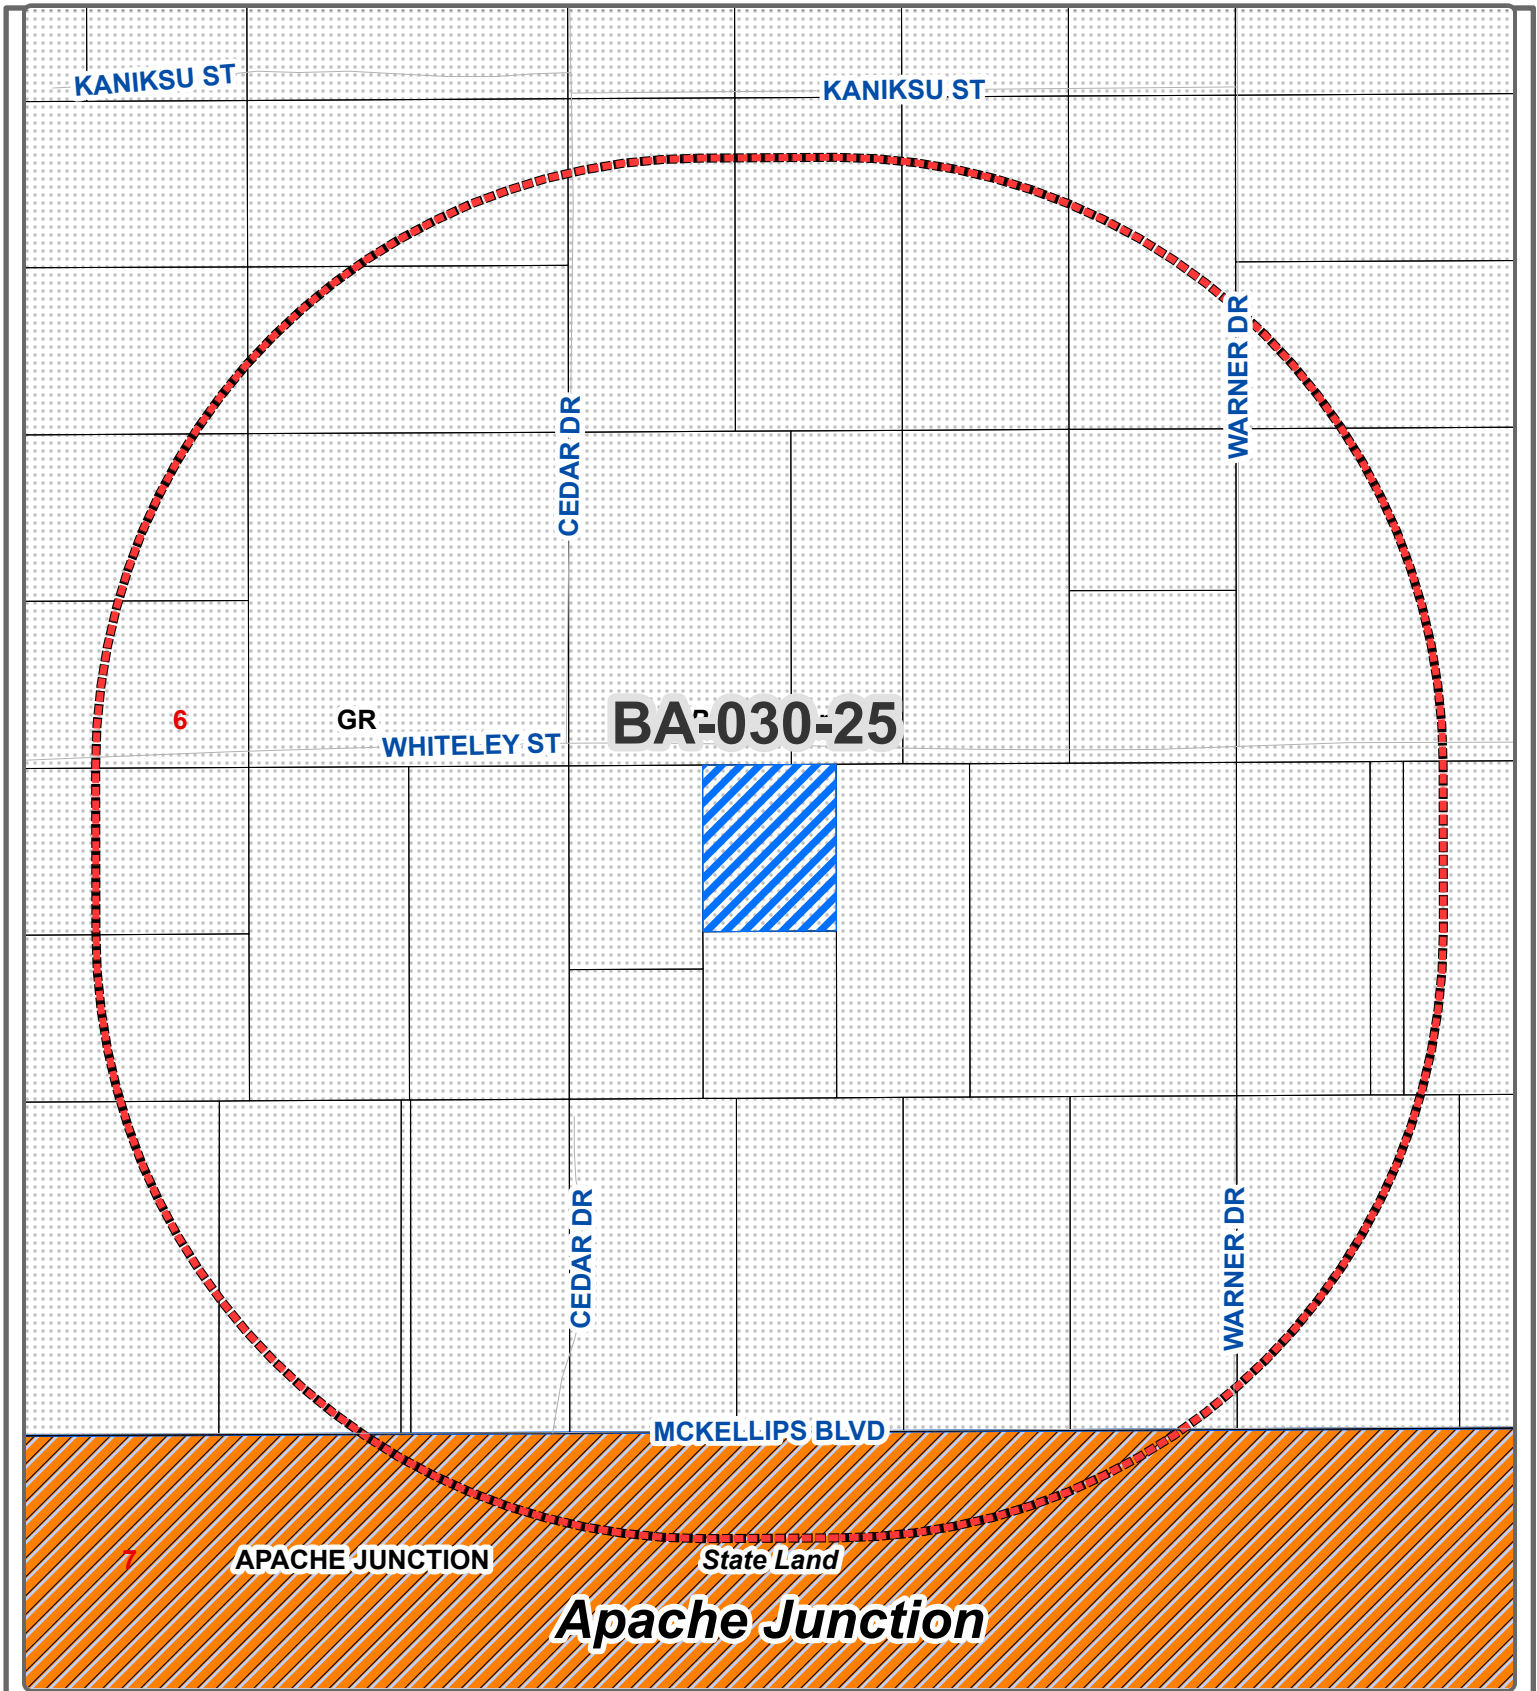 KANIKSU ST
KANIKSU ST
WARNER DR
CEDAR DR
6
GR
BA-030-25
WHITELEY ST
CEDAR DR
WARNER DR
MCKELLIPS BLVD
7
APACHE JUNCTION
State Land
Apache Junction